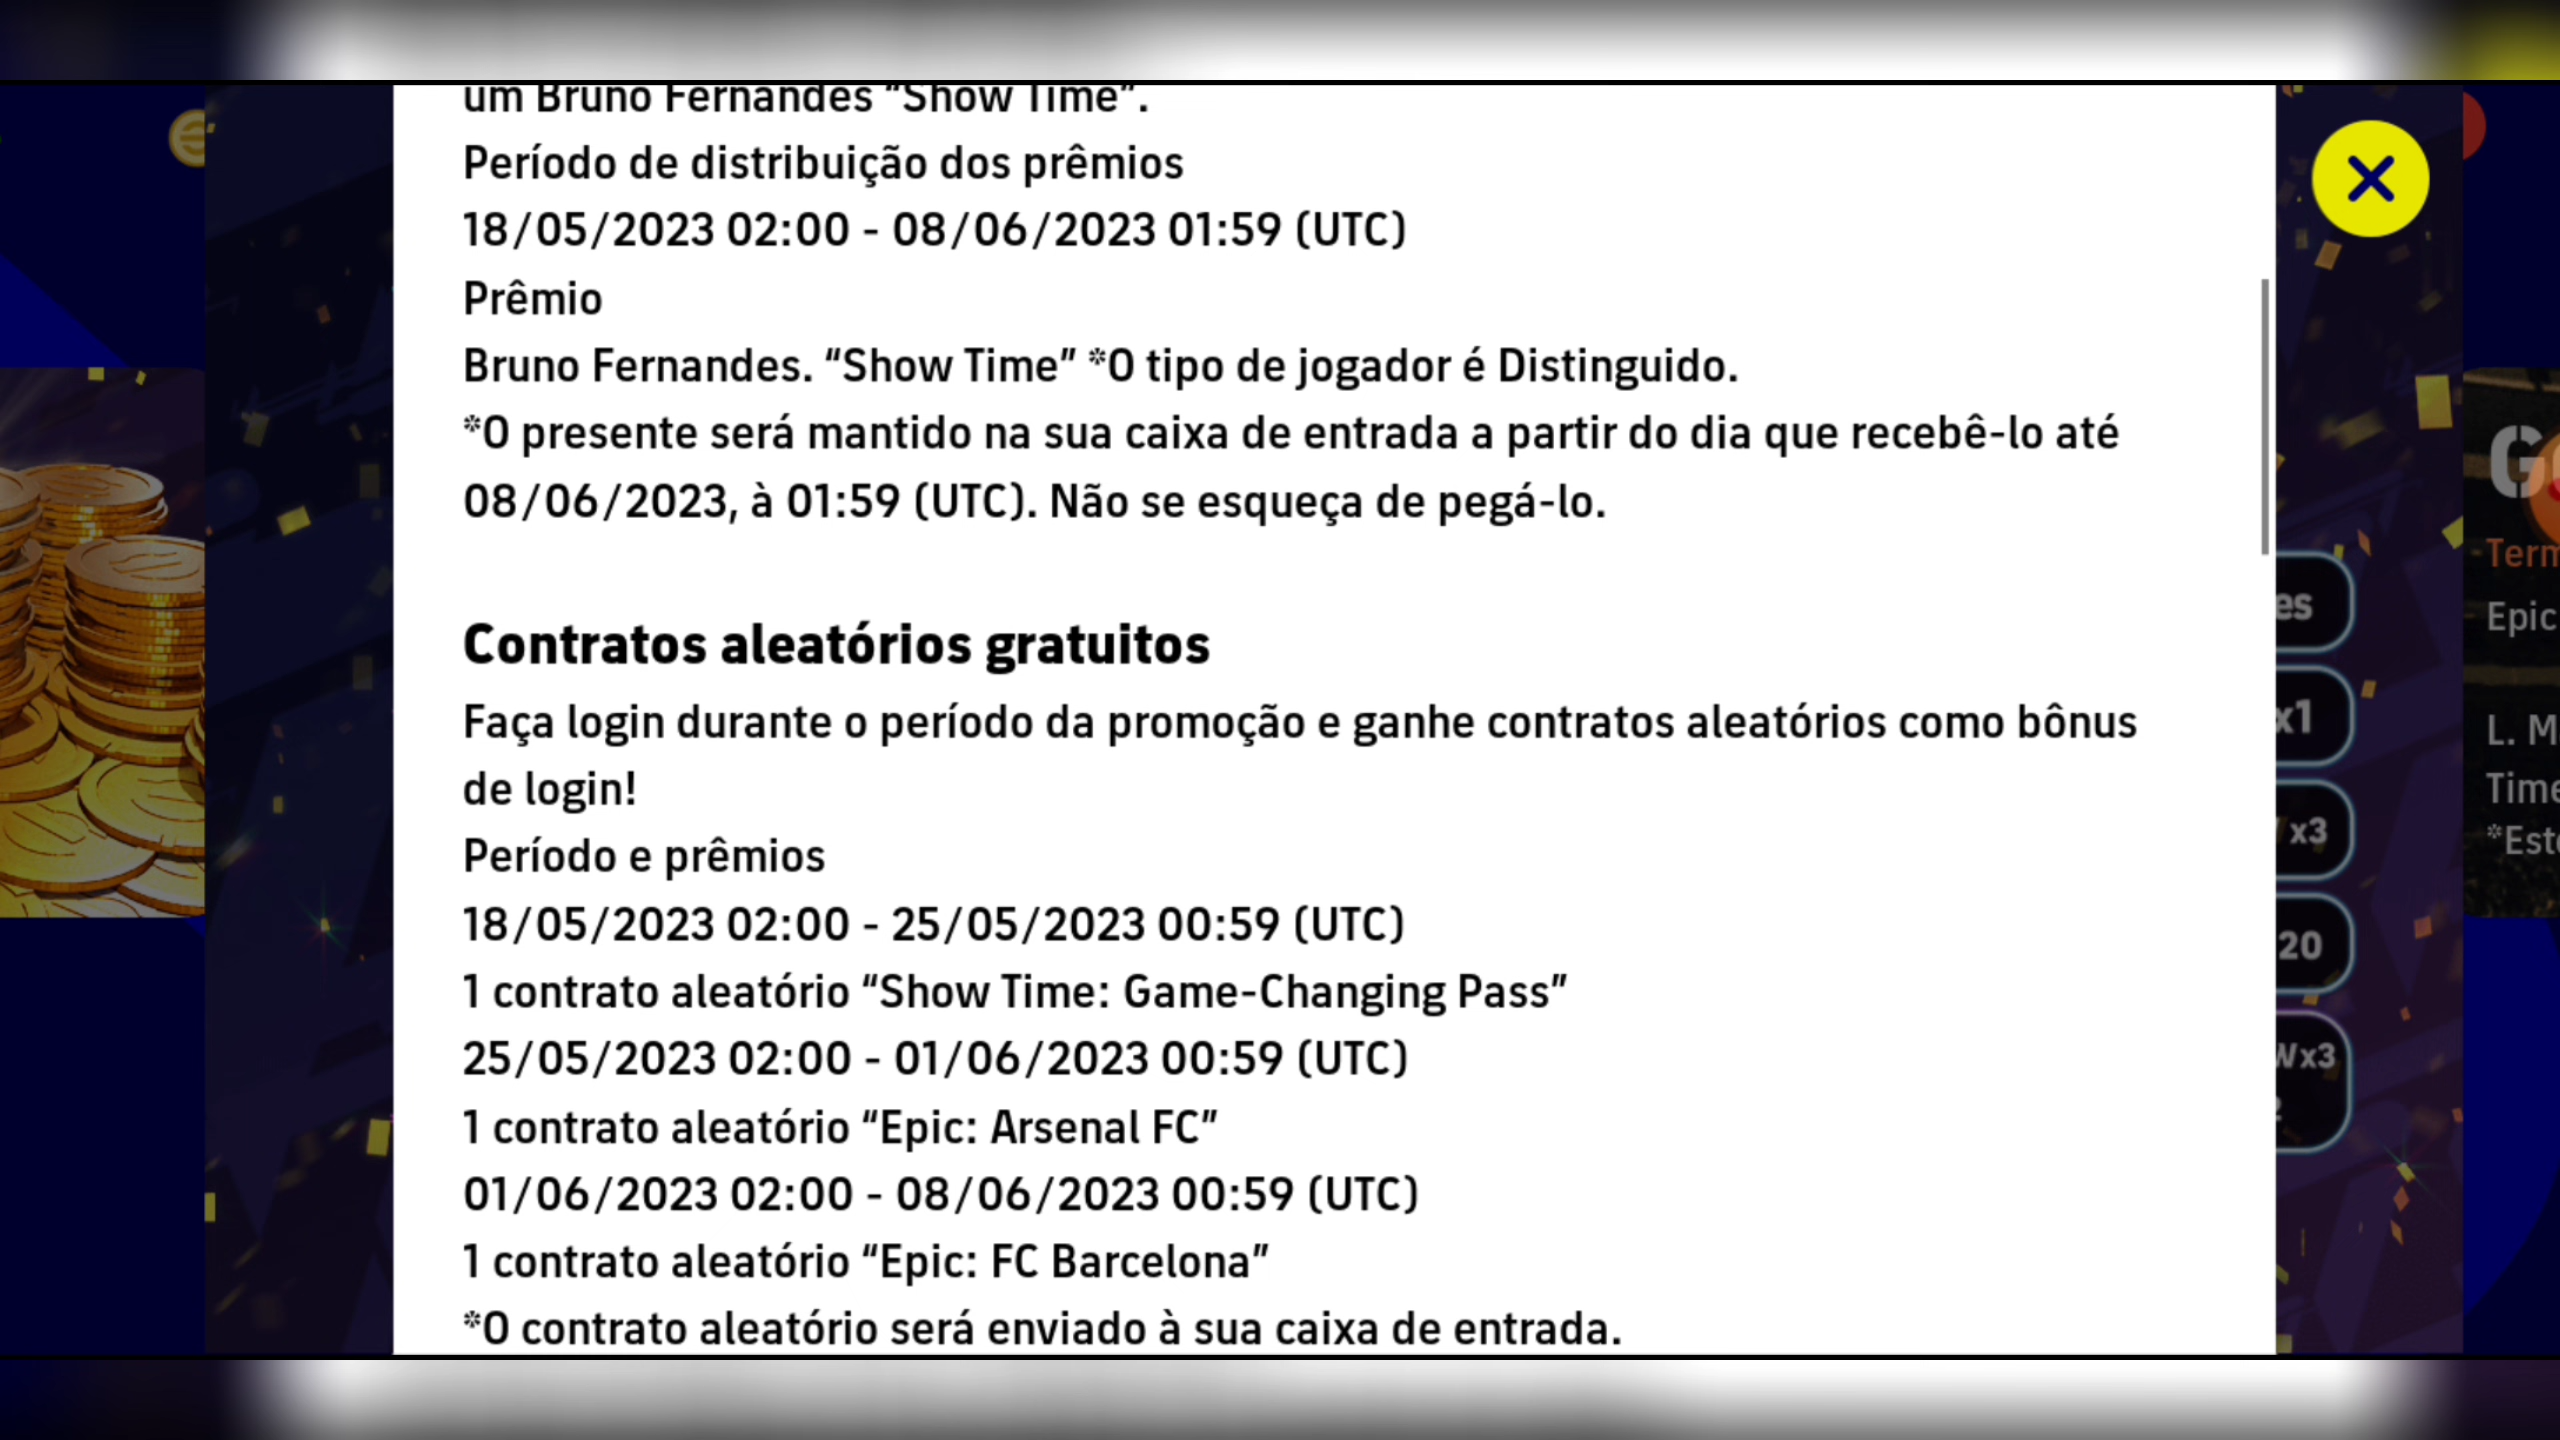 um Bruno Fernandes “Show Time”.
Período de distribuição dos prêmios
18/05/2023 02:00 - 08/06/2023 01:59 (UTC)
Prêmio
Bruno Fernandes. “Show Time” *O tipo de jogador é Distinguido.
*O presente será mantido na sua caixa de entrada a partir do dia que recebê-lo até
08/06/2023, à 01:59 (UTC). Não se esqueça de pegá-lo.
Contratos aleatórios gratuitos
Faça login durante o período da promoção e ganhe contratos aleatórios como bônus
de login!
Período e prêmios
18/05/2023 02:00 - 25/05/2023 00:59 (UTC)
1 contrato aleatório “Show Time: Game-Changing Pass”
25/05/2023 02:00 - 01/06/2023 00:59 (UTC)
1 contrato aleatório “Epic: Arsenal FC”
01/06/2023 02:00 - 08/06/2023 00:59 (UTC)
1 contrato aleatório “Epic: FC Barcelona”
*O contrato aleatório será enviado à sua caixa de entrada.
es
x1
x3
20
x3
Epic
L. M